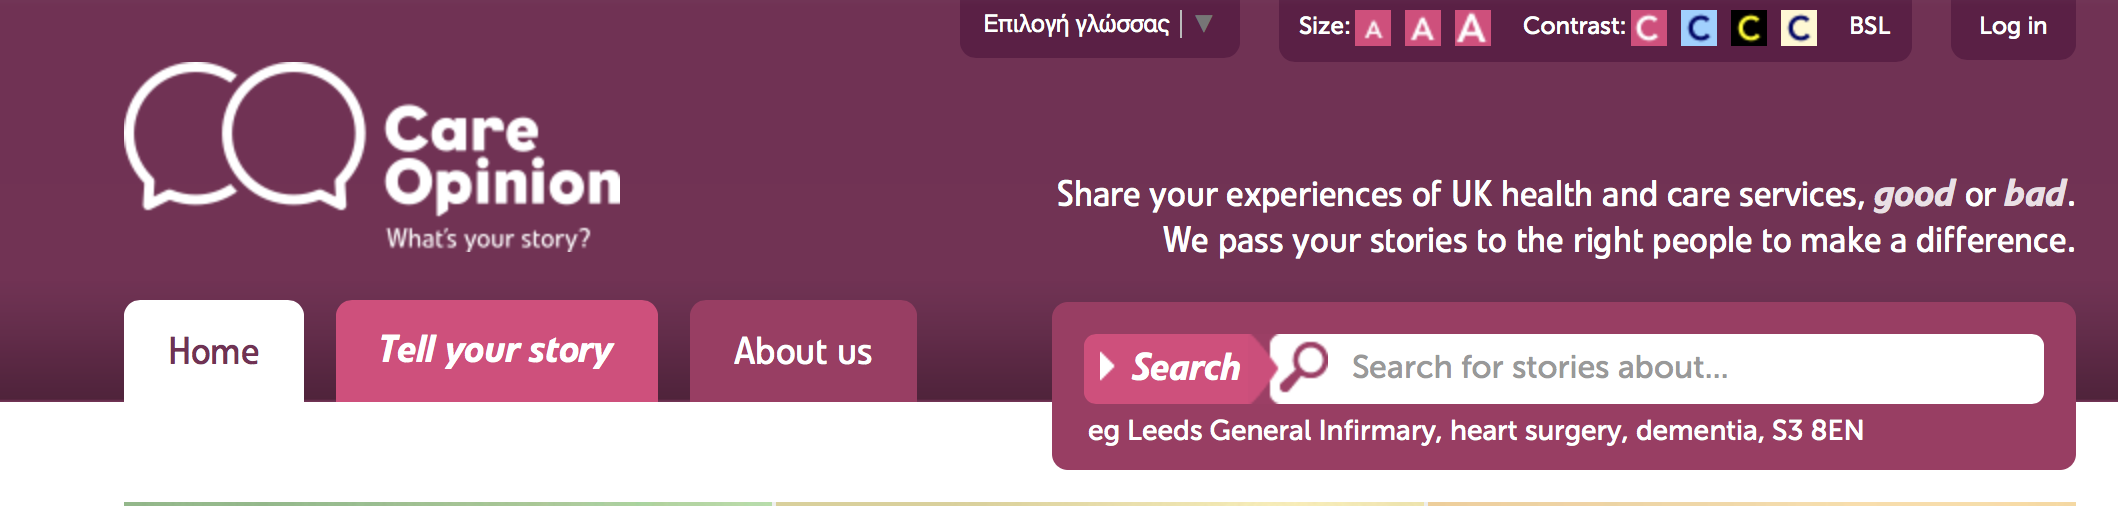 Επιλογή γλώσσας | ▼
Size: A A A Contrast: C C C C BSL
Log in
Care
Opinion
What's your story?
Share your experiences of UK health and care services, good or bad.
We pass your stories to the right people to make a difference.
Home
Tell your story
About us
Search
Search for stories about...
eg Leeds General Infirmary, heart surgery, dementia, S3 8EN